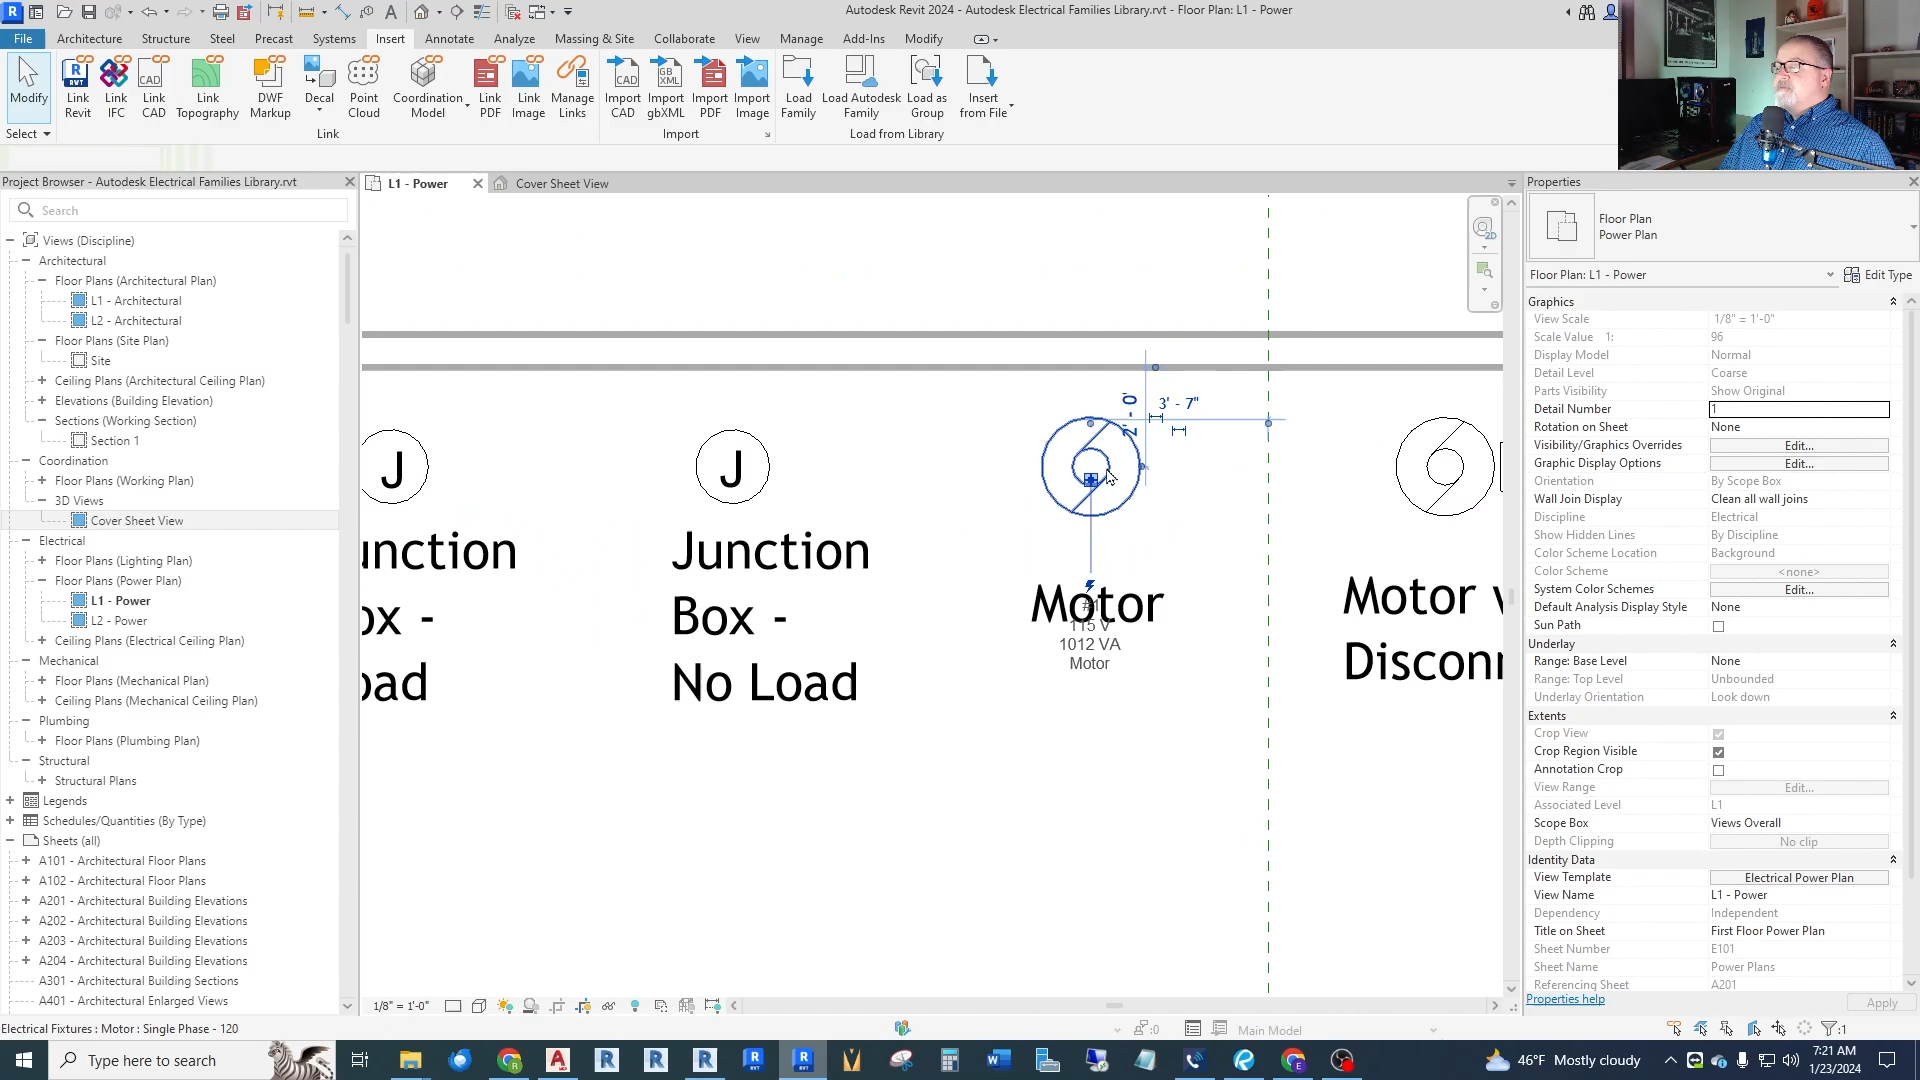 Autodesk Revit 2024 - Autodesk Electrical Families Library.rvt - Floor Plan: L1 - Power
File Architecture Structure Steel Precast Systems Insert Annotate Analyze Massing & Site Collaborate View Manage Add-Ins Modify
Modify
Link Revit
Link IFC
Link CAD
Link Topography
DWF Markup
Decal
Point Cloud
Coordination Model
Link PDF
Link Image
Manage Links
Import CAD
Import gbXML
Import PDF
Import Image
Load Family
Load Autodesk Family
Load as Group
Insert from File
Select
Link
Import
Load from Library
Project Browser - Autodesk Electrical Families Library.rvt
Search
Views (Discipline)
Architectural
Floor Plans (Architectural Plan)
L1 - Architectural
L2 - Architectural
Floor Plans (Site Plan)
Site
Ceiling Plans (Architectural Ceiling Plan)
Elevations (Building Elevation)
Sections (Working Section)
Section 1
Coordination
Floor Plans (Working Plan)
3D Views
Cover Sheet View
Electrical
Floor Plans (Lighting Plan)
Floor Plans (Power Plan)
L1 - Power
L2 - Power
Ceiling Plans (Electrical Ceiling Plan)
Mechanical
Floor Plans (Mechanical Plan)
Ceiling Plans (Mechanical Ceiling Plan)
Plumbing
Floor Plans (Plumbing Plan)
Structural
Structural Plans
Legends
Schedules/Quantities (By Type)
Sheets (all)
A101 - Architectural Floor Plans
A102 - Architectural Floor Plans
A201 - Architectural Building Elevations
A202 - Architectural Building Elevations
A203 - Architectural Building Elevations
A204 - Architectural Building Elevations
A301 - Architectural Building Sections
A401 - Architectural Enlarged Views
L1 - Power
Cover Sheet View
2' - 0"
3' - 7"
J
unction
ox -
oad
J
Junction
Box -
No Load
Motor
115 V
1012 VA
Motor
Motor
Disconn
1/8" = 1'-0"
Properties
Floor Plan
Power Plan
Floor Plan: L1 - Power Edit Type
Graphics
View Scale 1/8" = 1'-0"
Scale Value 1: 96
Display Model Normal
Detail Level Coarse
Parts Visibility Show Original
Detail Number 1
Rotation on Sheet None
Visibility/Graphics Overrides Edit...
Graphic Display Options Edit...
Orientation By Scope Box
Wall Join Display Clean all wall joins
Discipline Electrical
Show Hidden Lines By Discipline
Color Scheme Location Background
Color Scheme <none>
System Color Schemes Edit...
Default Analysis Display Style None
Sun Path
Underlay
Range: Base Level None
Range: Top Level Unbounded
Underlay Orientation Look down
Extents
Crop View
Crop Region Visible
Annotation Crop
View Range Edit...
Associated Level L1
Scope Box Views Overall
Depth Clipping No clip
Identity Data
View Template Electrical Power Plan
View Name L1 - Power
Dependency Independent
Title on Sheet First Floor Power Plan
Sheet Number E101
Sheet Name Power Plans
Referencing Sheet A201
Properties help Apply
Electrical Fixtures : Motor : Single Phase - 120
:0
Main Model
:1
Type here to search
46°F Mostly cloudy
7:21 AM
1/23/2024